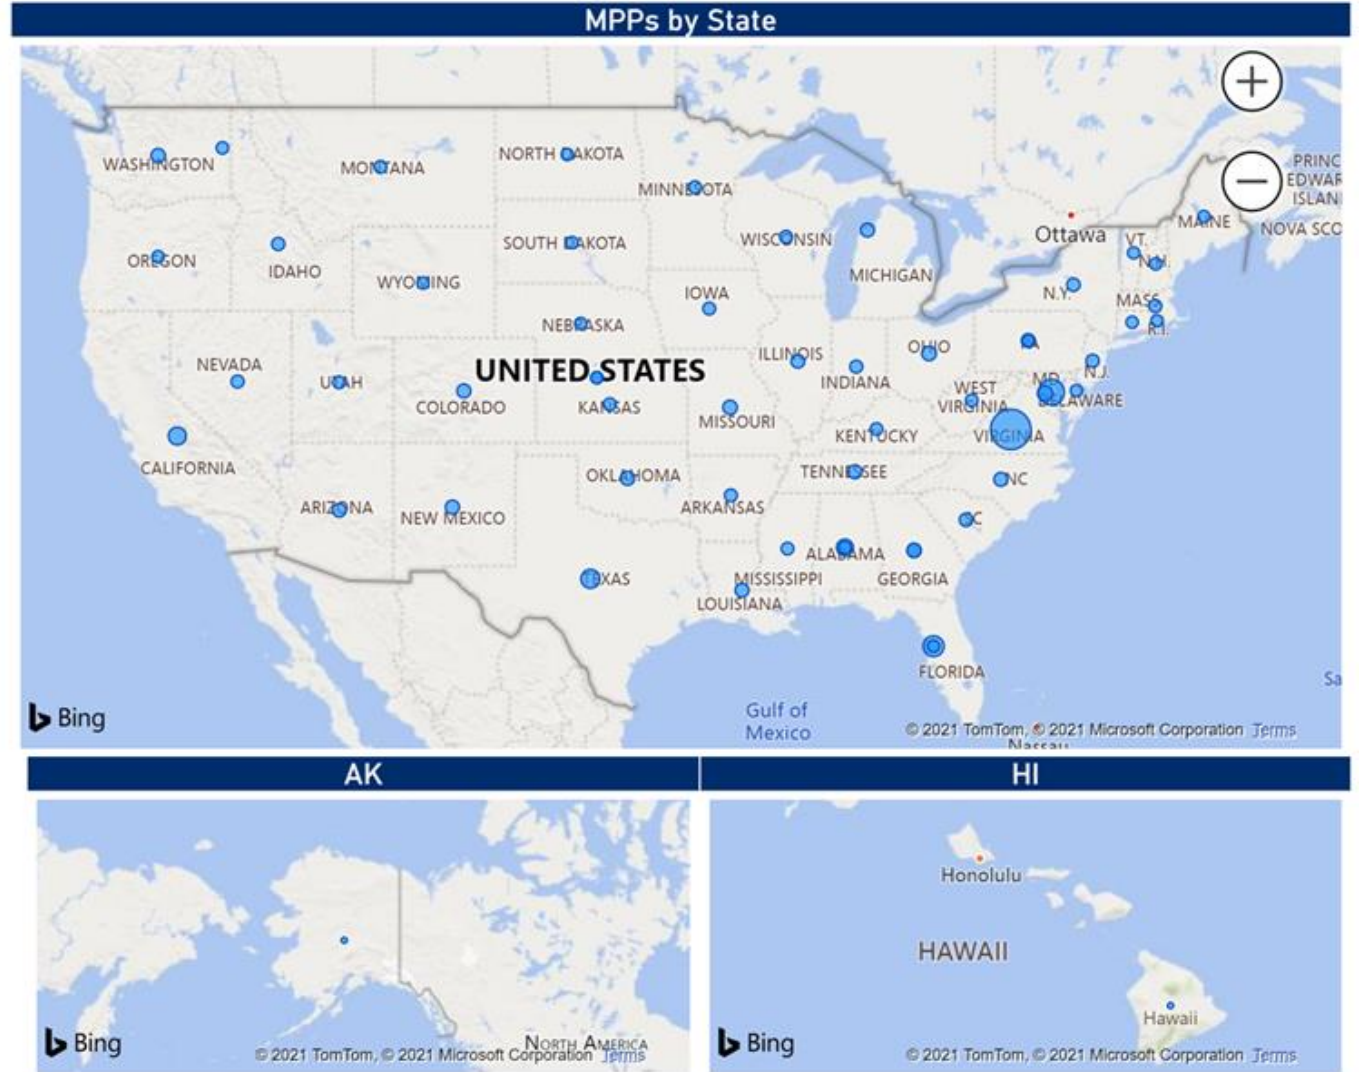 MPPs by State
WASHINGTON
MONTANA
NORTH DAKOTA
MINNESOTA
PRINC
EDWAR
ISLAN
MAINE
NOVA SCO
Ottawa
VT.
N.H.
OREGON
IDAHO
SOUTH DAKOTA
WISCONSIN
MICHIGAN
WYOMING
IOWA
N.Y.
MASS.
R.I.
NEBRASKA
NEVADA
UTAH
COLORADO
UNITED STATES
KANSAS
ILLINOIS
INDIANA
OHIO
PA
N.J.
MD.
DELAWARE
WEST
VIRGINIA
MISSOURI
KENTUCKY
VIRGINIA
CALIFORNIA
OKLAHOMA
TENNESSEE
NC
ARIZONA
NEW MEXICO
ARKANSAS
SC
TEXAS
MISSISSIPPI
ALABAMA
GEORGIA
LOUISIANA
FLORIDA
Sa
Gulf of
Mexico
Bing
© 2021 TomTom, © 2021 Microsoft Corporation Terms
Nassau
AK
HI
NORTH AMERICA
Bing
© 2021 TomTom, © 2021 Microsoft Corporation Terms
Honolulu
HAWAII
Hawaii
Bing
© 2021 TomTom, © 2021 Microsoft Corporation Terms